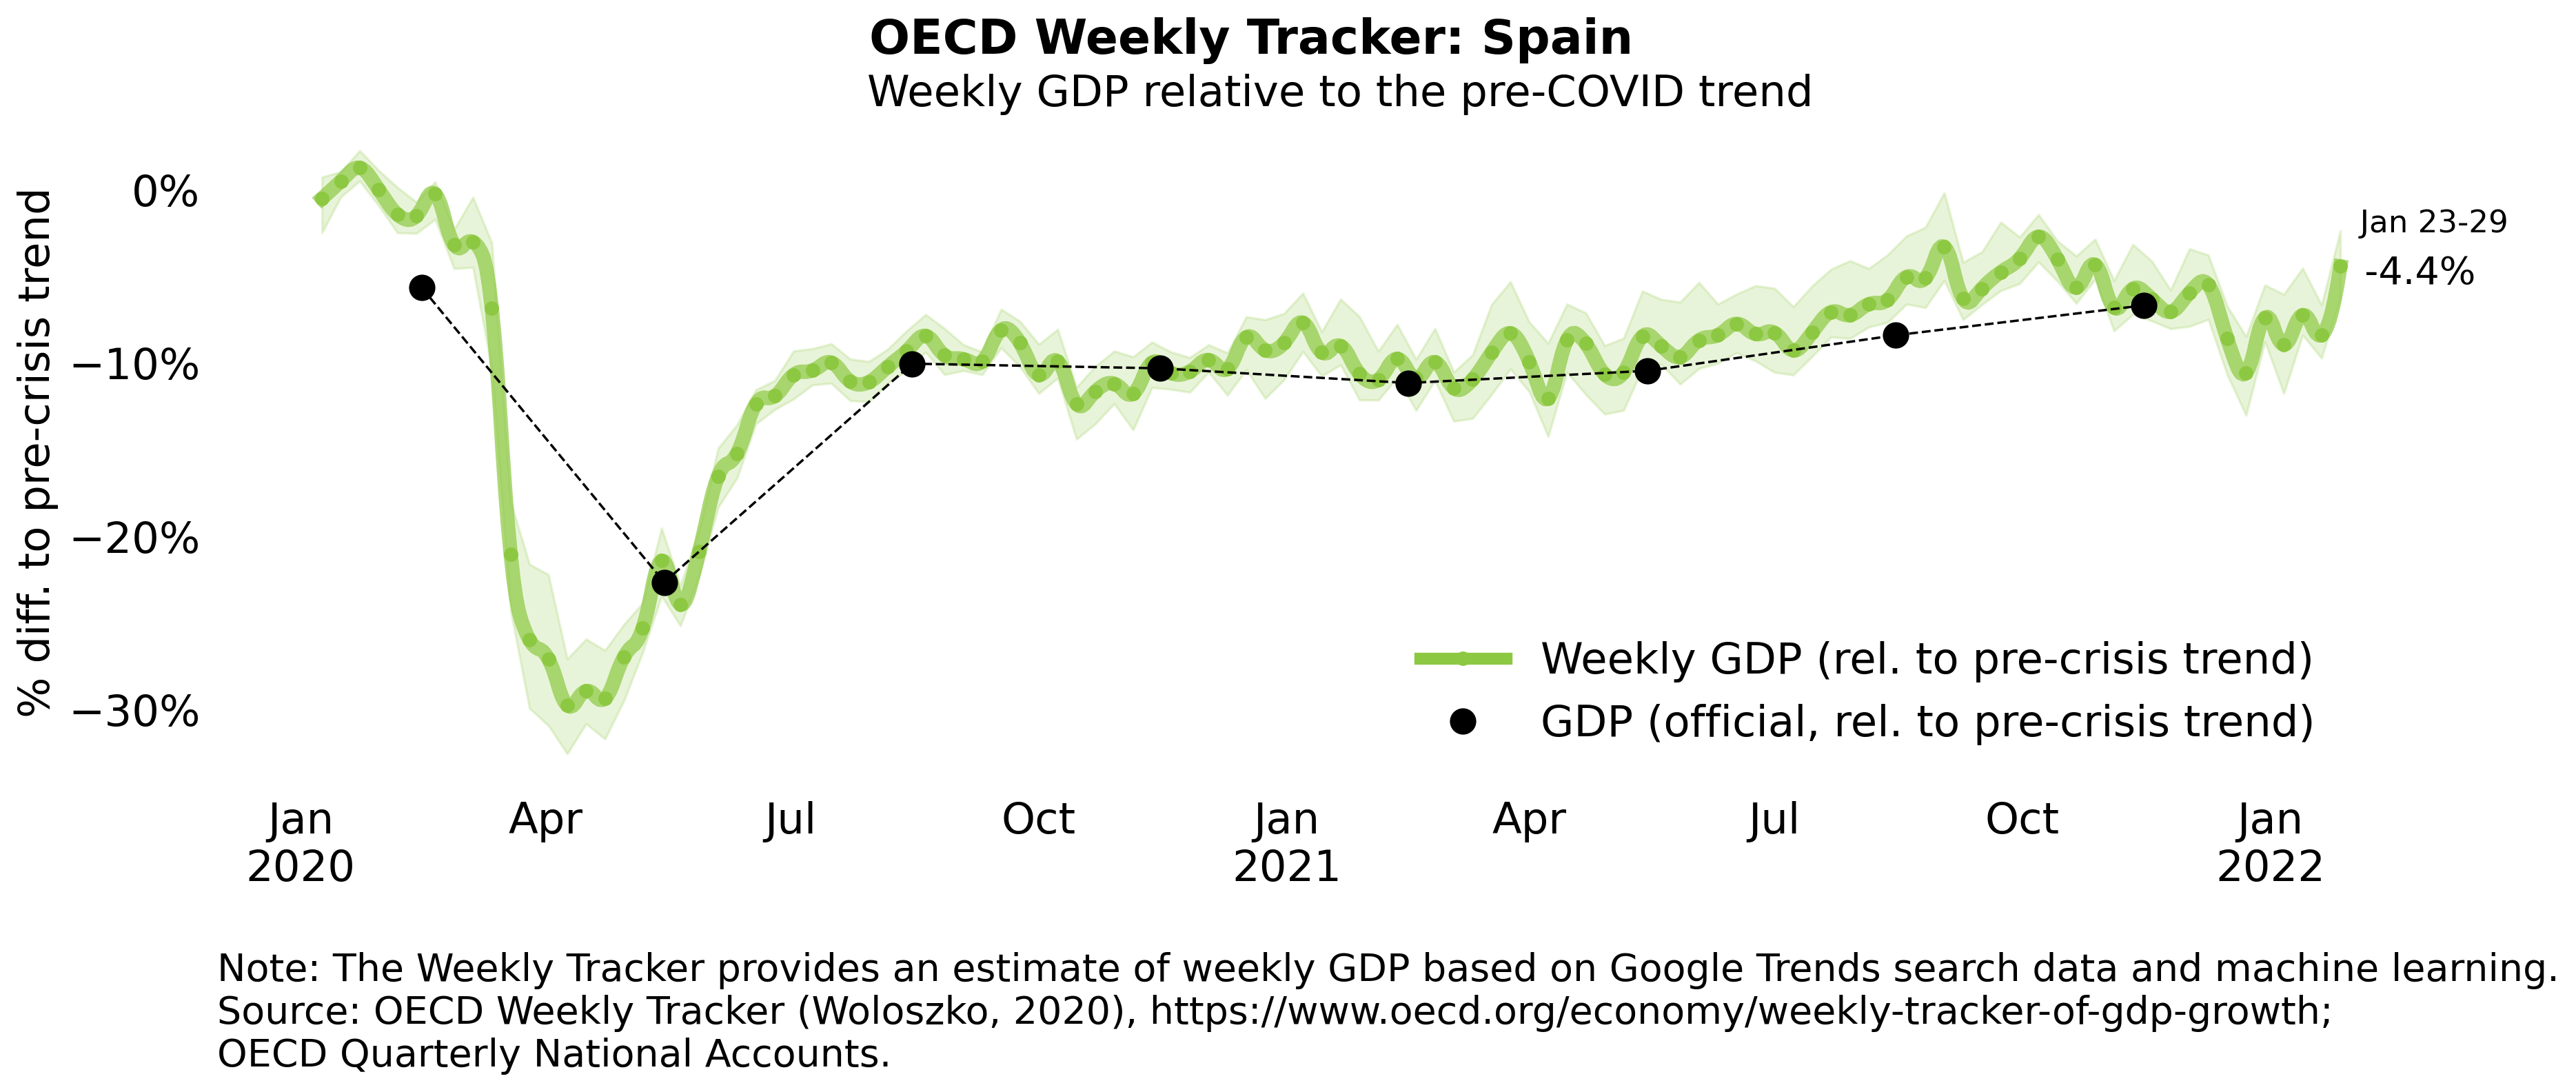 OECD Weekly Tracker: Spain
Weekly GDP relative to the pre-COVID trend
% diff. to pre-crisis trend
0%
−10%
−20%
−30%
Jan 23-29
-4.4%
Weekly GDP (rel. to pre-crisis trend)
GDP (official, rel. to pre-crisis trend)
Jan Apr Jul Oct Jan Apr Jul Oct Jan
2020 2021 2022
Note: The Weekly Tracker provides an estimate of weekly GDP based on Google Trends search data and machine learning.
Source: OECD Weekly Tracker (Woloszko, 2020), https://www.oecd.org/economy/weekly-tracker-of-gdp-growth;
OECD Quarterly National Accounts.